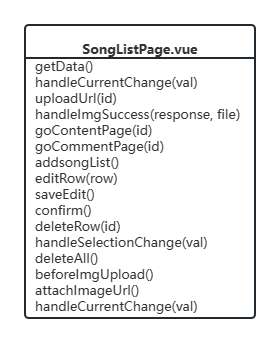 SongListPage.vue
getData()
handleCurrentChange(val)
uploadUrl(id)
handleImgSuccess(response, file)
goContentPage(id)
goCommentPage(id)
addsongList()
editRow(row)
saveEdit()
confirm()
deleteRow(id)
handleSelectionChange(val)
deleteAll()
beforeImgUpload()
attachImageUrl()
handleCurrentChange(val)